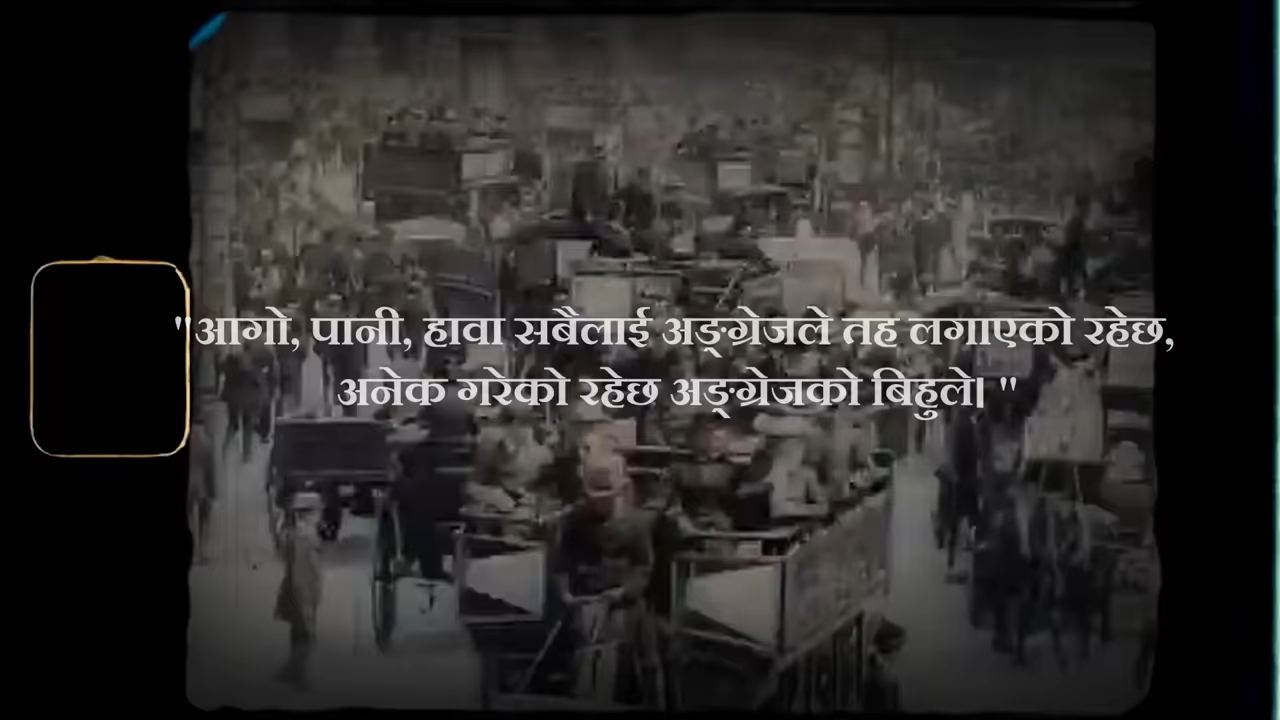 "आगो, पानी, हावा सबैलाई अङ्ग्रेजले तह लगाएको रहेछ,
अनेक गरेको रहेछ अङ्ग्रेजको बिहुले। "